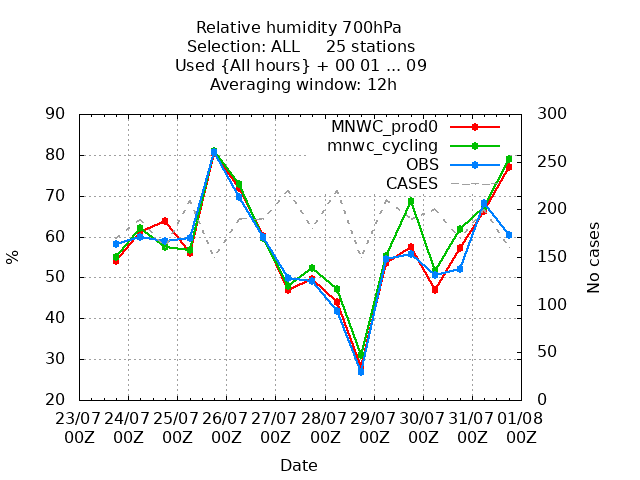 Relative humidity 700hPa
Selection: ALL     25 stations
Used {All hours} + 00 01 ... 09
Averaging window: 12h
90 300
MNWC_prod0
mnwc_cycling
OBS
CASES
80 250
70 200
60 150
50 100
40 50
30 0
20
%
No cases
23/07 24/07 25/07 26/07 27/07 28/07 29/07 30/07 31/07 01/08
00Z 00Z 00Z 00Z 00Z 00Z 00Z 00Z 00Z 00Z
Date